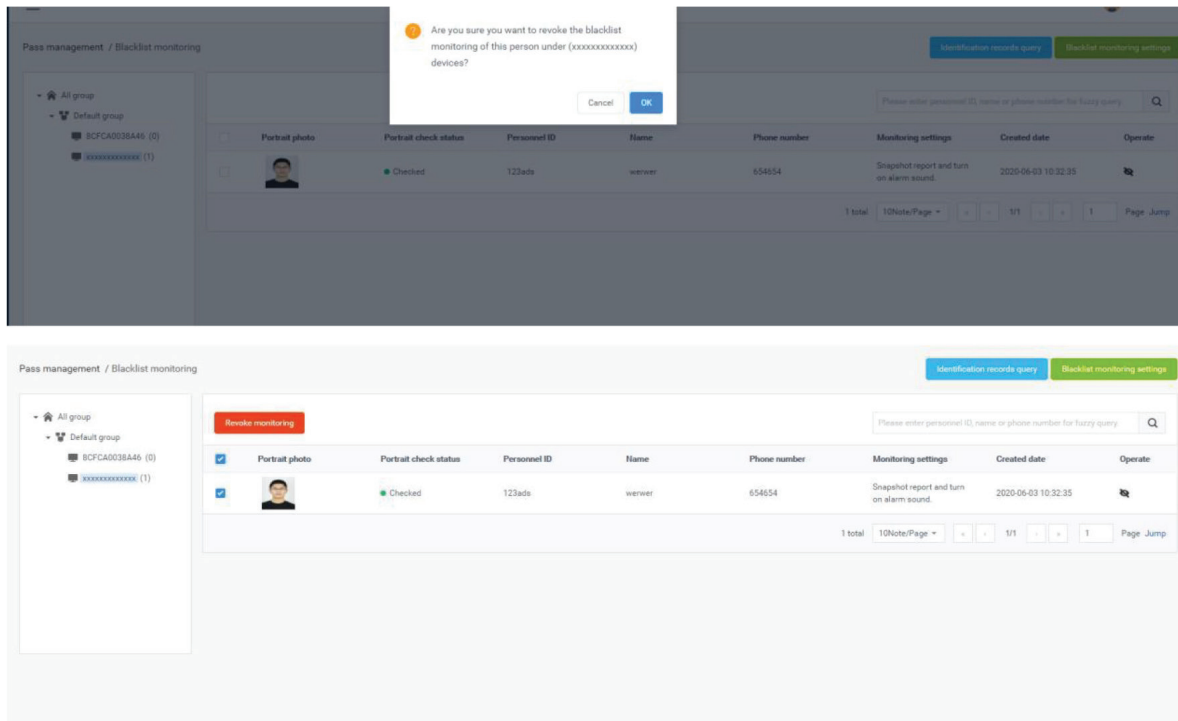 Are you sure you want to revoke the blacklist
monitoring of this person under (xxxxxxxxxxxxx)
devices?
Cancel OK
Pass management / Blacklist monitoring
Identification records query Blacklist monitoring settings
All group
Default group
BCFCA0038A46 (0)
xxxxxxxxxxxxx (1)
Please enter personnel ID, name or phone number for fuzzy query.
Portrait photo Portrait check status Personnel ID Name Phone number Monitoring settings Created date Operate
Checked 123ads werwer 654654 Snapshot report and turn
on alarm sound. 2020-06-03 10:32:35
1 total 10Note/Page « ‹ 1/1 › » 1 Page Jump
Pass management / Blacklist monitoring
Identification records query Blacklist monitoring settings
All group
Default group
BCFCA0038A46 (0)
xxxxxxxxxxxxx (1)
Revoke monitoring
Please enter personnel ID, name or phone number for fuzzy query.
Portrait photo Portrait check status Personnel ID Name Phone number Monitoring settings Created date Operate
Checked 123ads werwer 654654 Snapshot report and turn
on alarm sound. 2020-06-03 10:32:35
1 total 10Note/Page « ‹ 1/1 › » 1 Page Jump